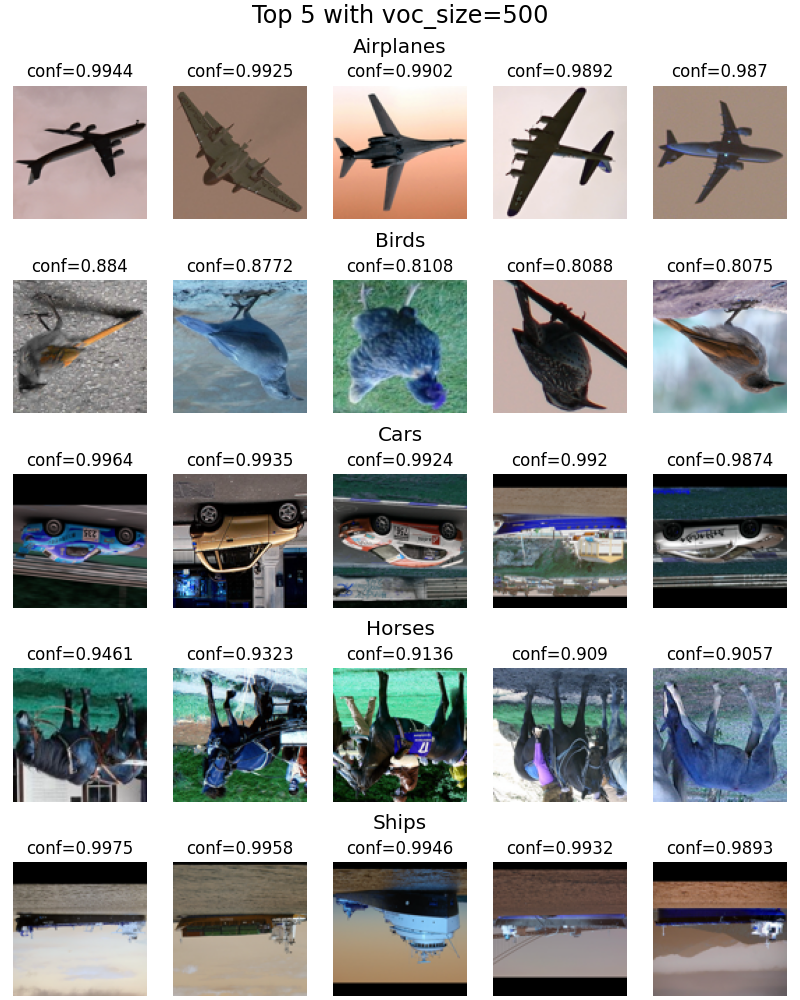 Top 5 with voc_size=500
Airplanes
conf=0.9944 conf=0.9925 conf=0.9902 conf=0.9892 conf=0.987
Birds
conf=0.884 conf=0.8772 conf=0.8108 conf=0.8088 conf=0.8075
Cars
conf=0.9964 conf=0.9935 conf=0.9924 conf=0.992 conf=0.9874
Horses
conf=0.9461 conf=0.9323 conf=0.9136 conf=0.909 conf=0.9057
17
Ships
conf=0.9975 conf=0.9958 conf=0.9946 conf=0.9932 conf=0.9893